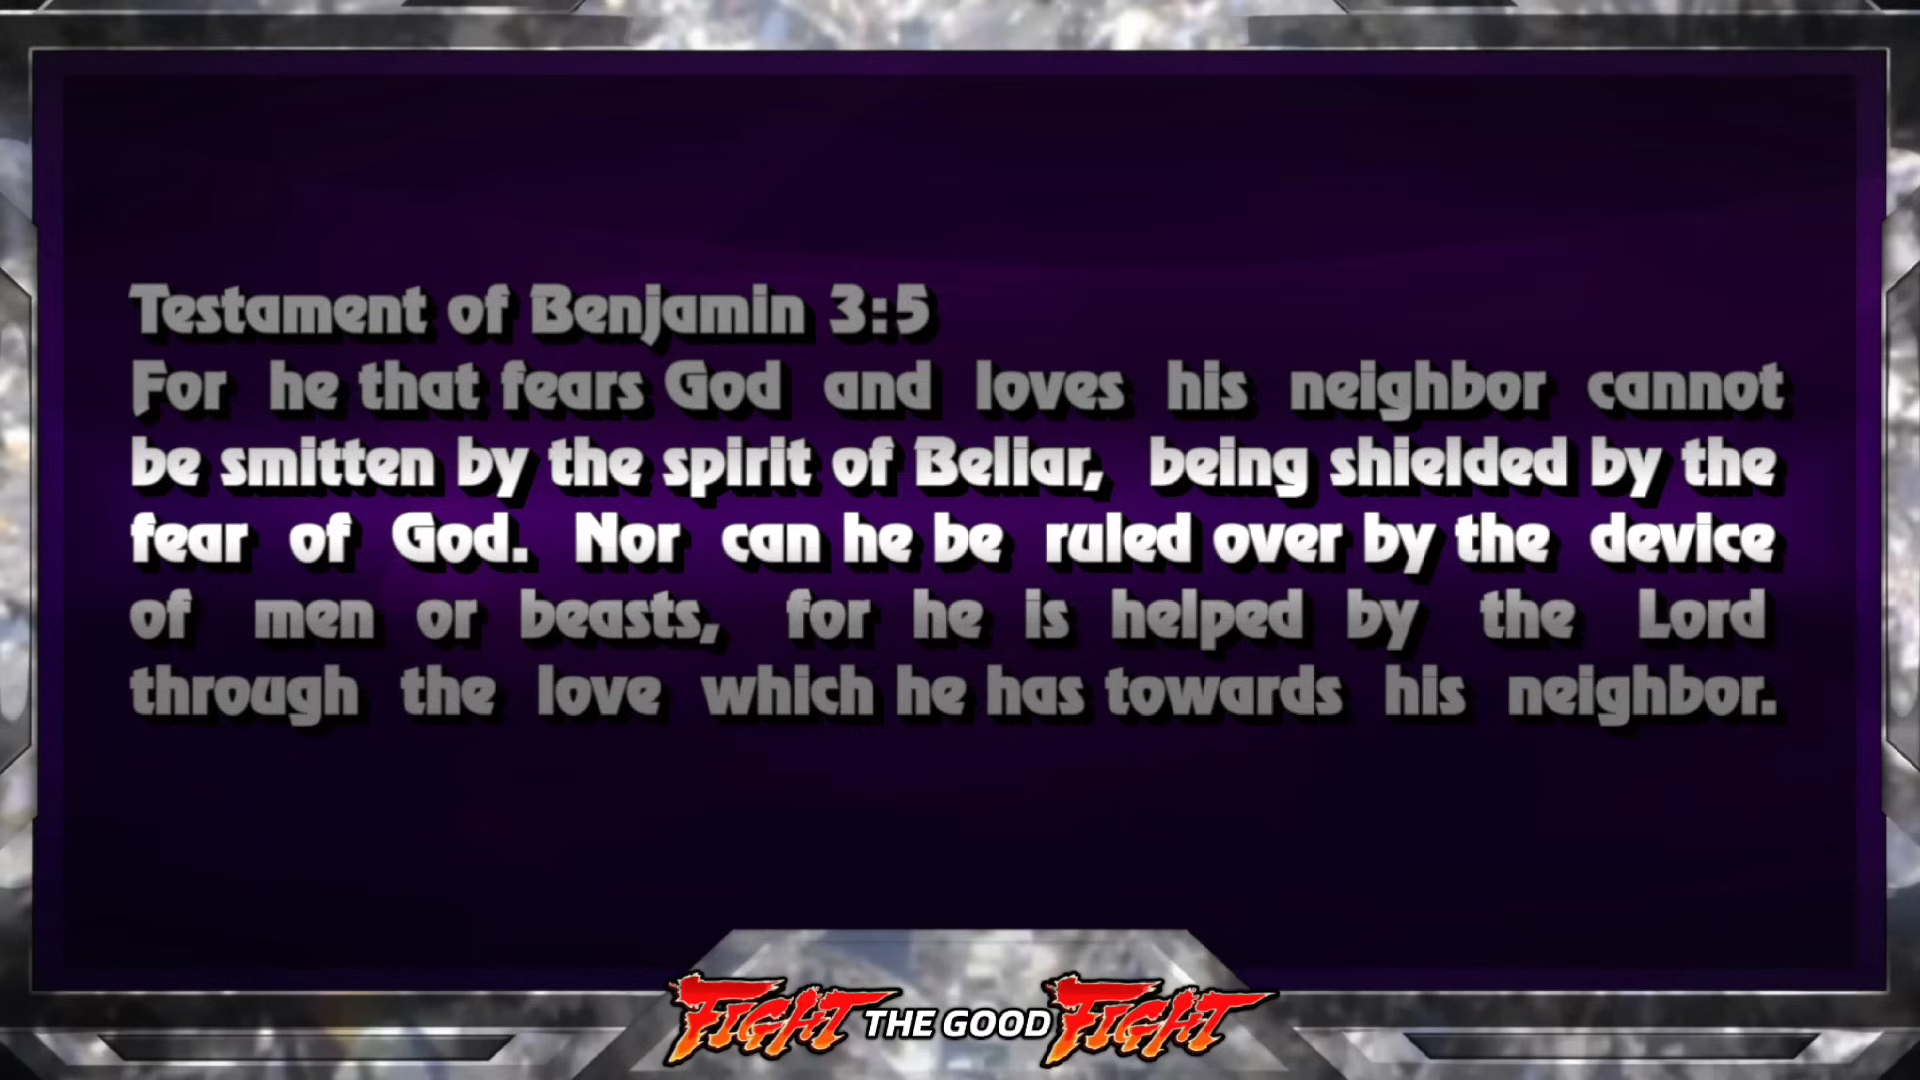 Testament of Benjamin 3:5
For he that fears God and loves his neighbor cannot
be smitten by the spirit of Beliar, being shielded by the
fear of God. Nor can he be ruled over by the device
of men or beasts, for he is helped by the Lord
through the love which he has towards his neighbor.
FIGHT THE GOOD FIGHT